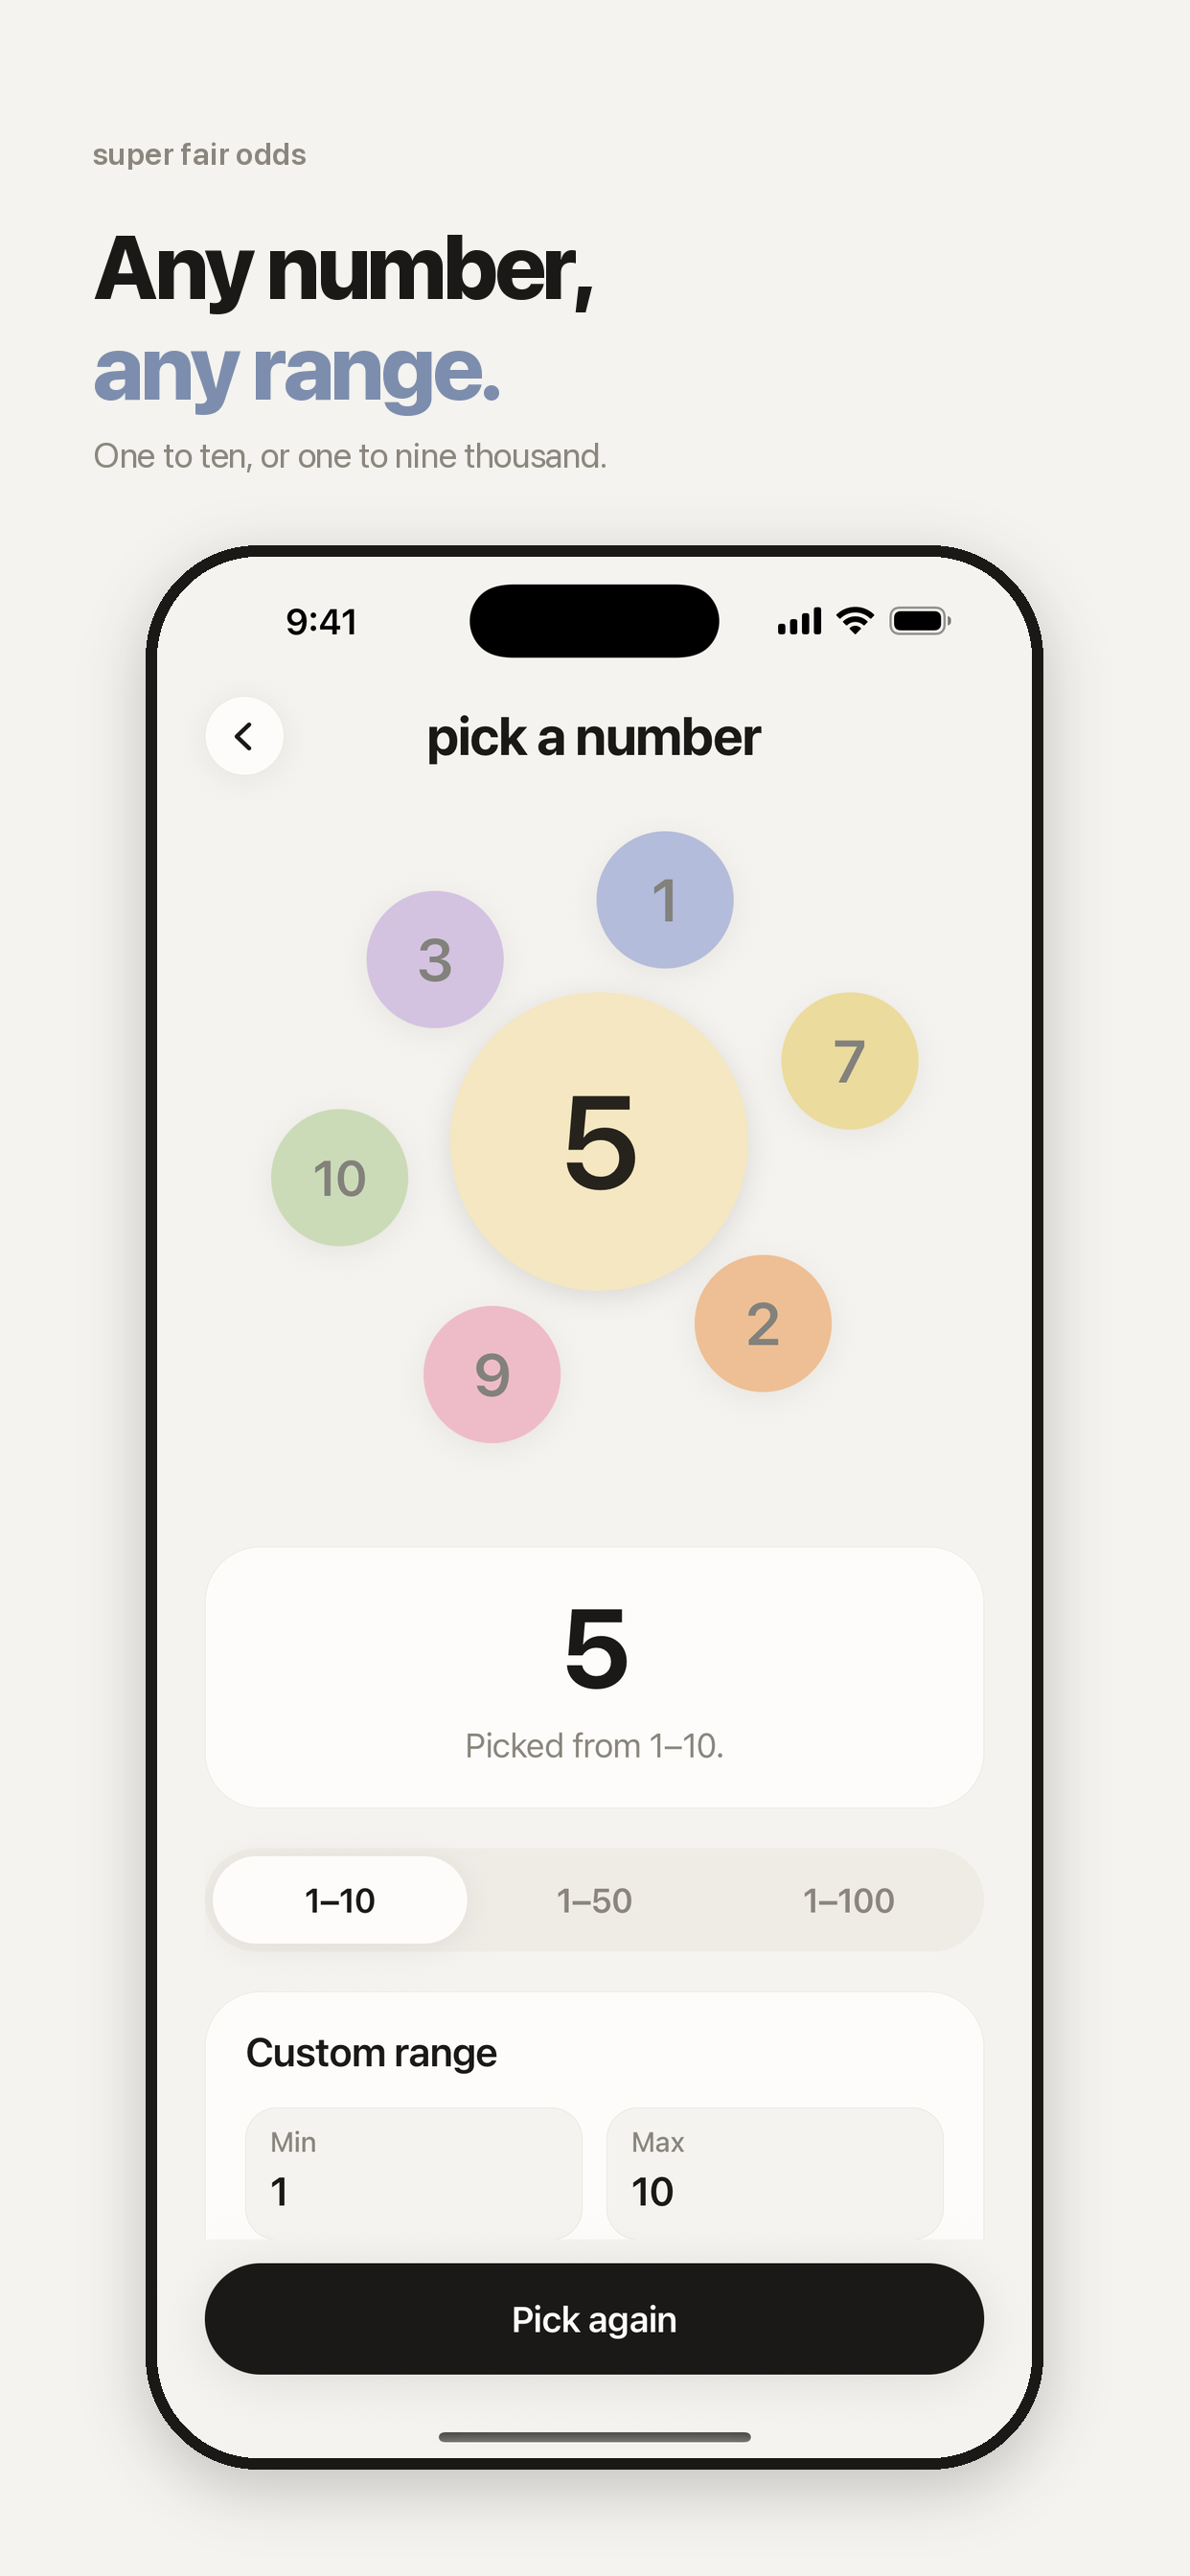 super fair odds
Any number,
any range.
One to ten, or one to nine thousand.
9:41
pick a number
1
3
7
5
10
2
9
5
Picked from 1–10.
1–10 1–50 1–100
Custom range
Min Max
1 10
Pick again